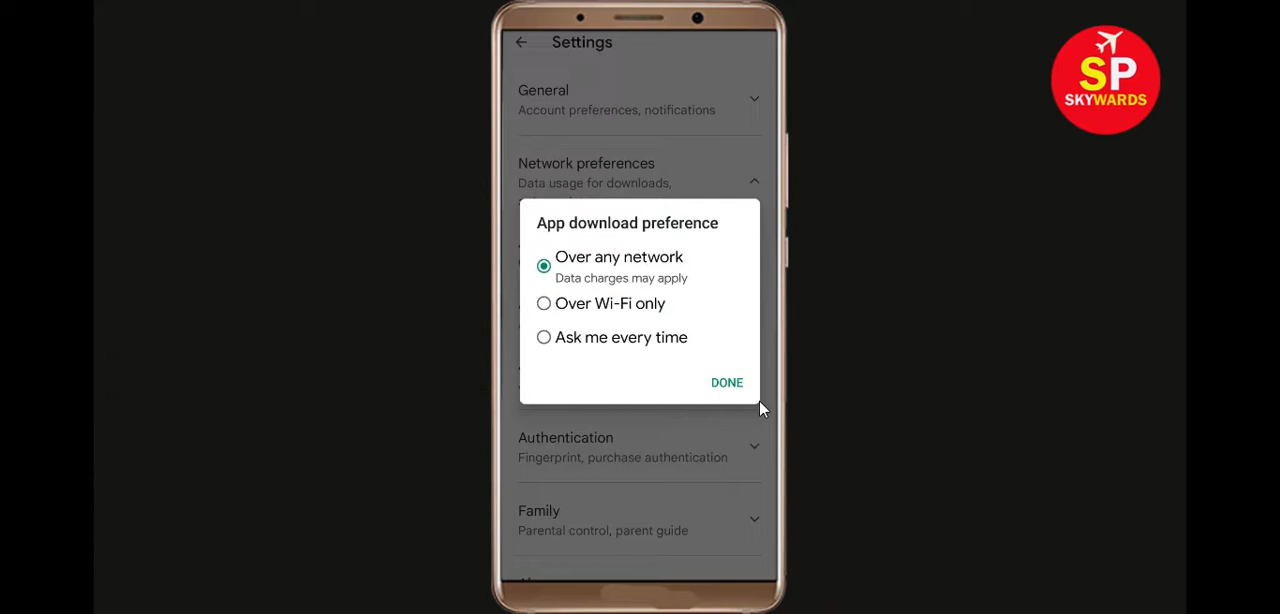 Settings
SP
SKYWARDS
General
Account preferences, notifications
Network preferences
Data usage for downloads,
App download preference
Over any network
Data charges may apply
Over Wi-Fi only
Ask me every time
DONE
Authentication
Fingerprint, purchase authentication
Family
Parental control, parent guide